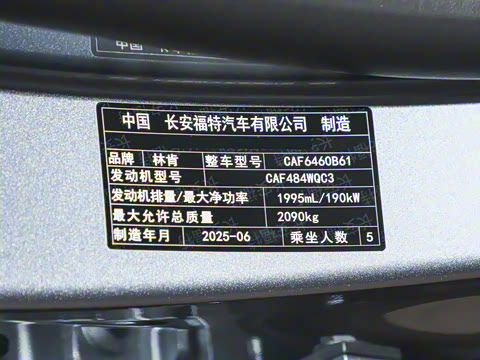 中国 长安福特汽车有限公司 制造
品牌 林肯 整车型号 CAF6460B61
发动机型号 CAF484WQC3
发动机排量/最大净功率 1995mL/190kW
最大允许总质量 2090kg
制造年月 2025-06 乘坐人数 5